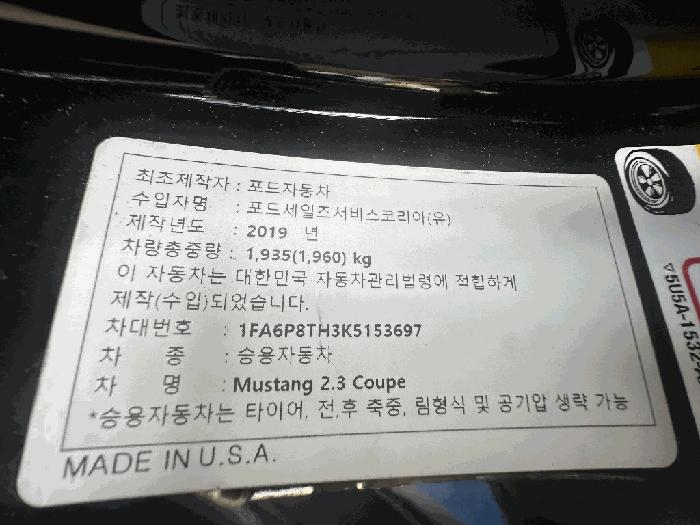 최초제작자 : 포드자동차
수입자명 : 포드세일즈서비스코리아(유)
제작년도 : 2019 년
차량총중량 : 1,935(1,960) kg
이 자동차는 대한민국 자동차관리법령에 적합하게
제작(수입)되었습니다.
차대번호 : 1FA6P8TH3K5153697
차 종 : 승용자동차
차 명 : Mustang 2.3 Coupe
*승용자동차는 타이어, 전,후 축중, 림형식 및 공기압 생략 가능
MADE IN U.S.A.